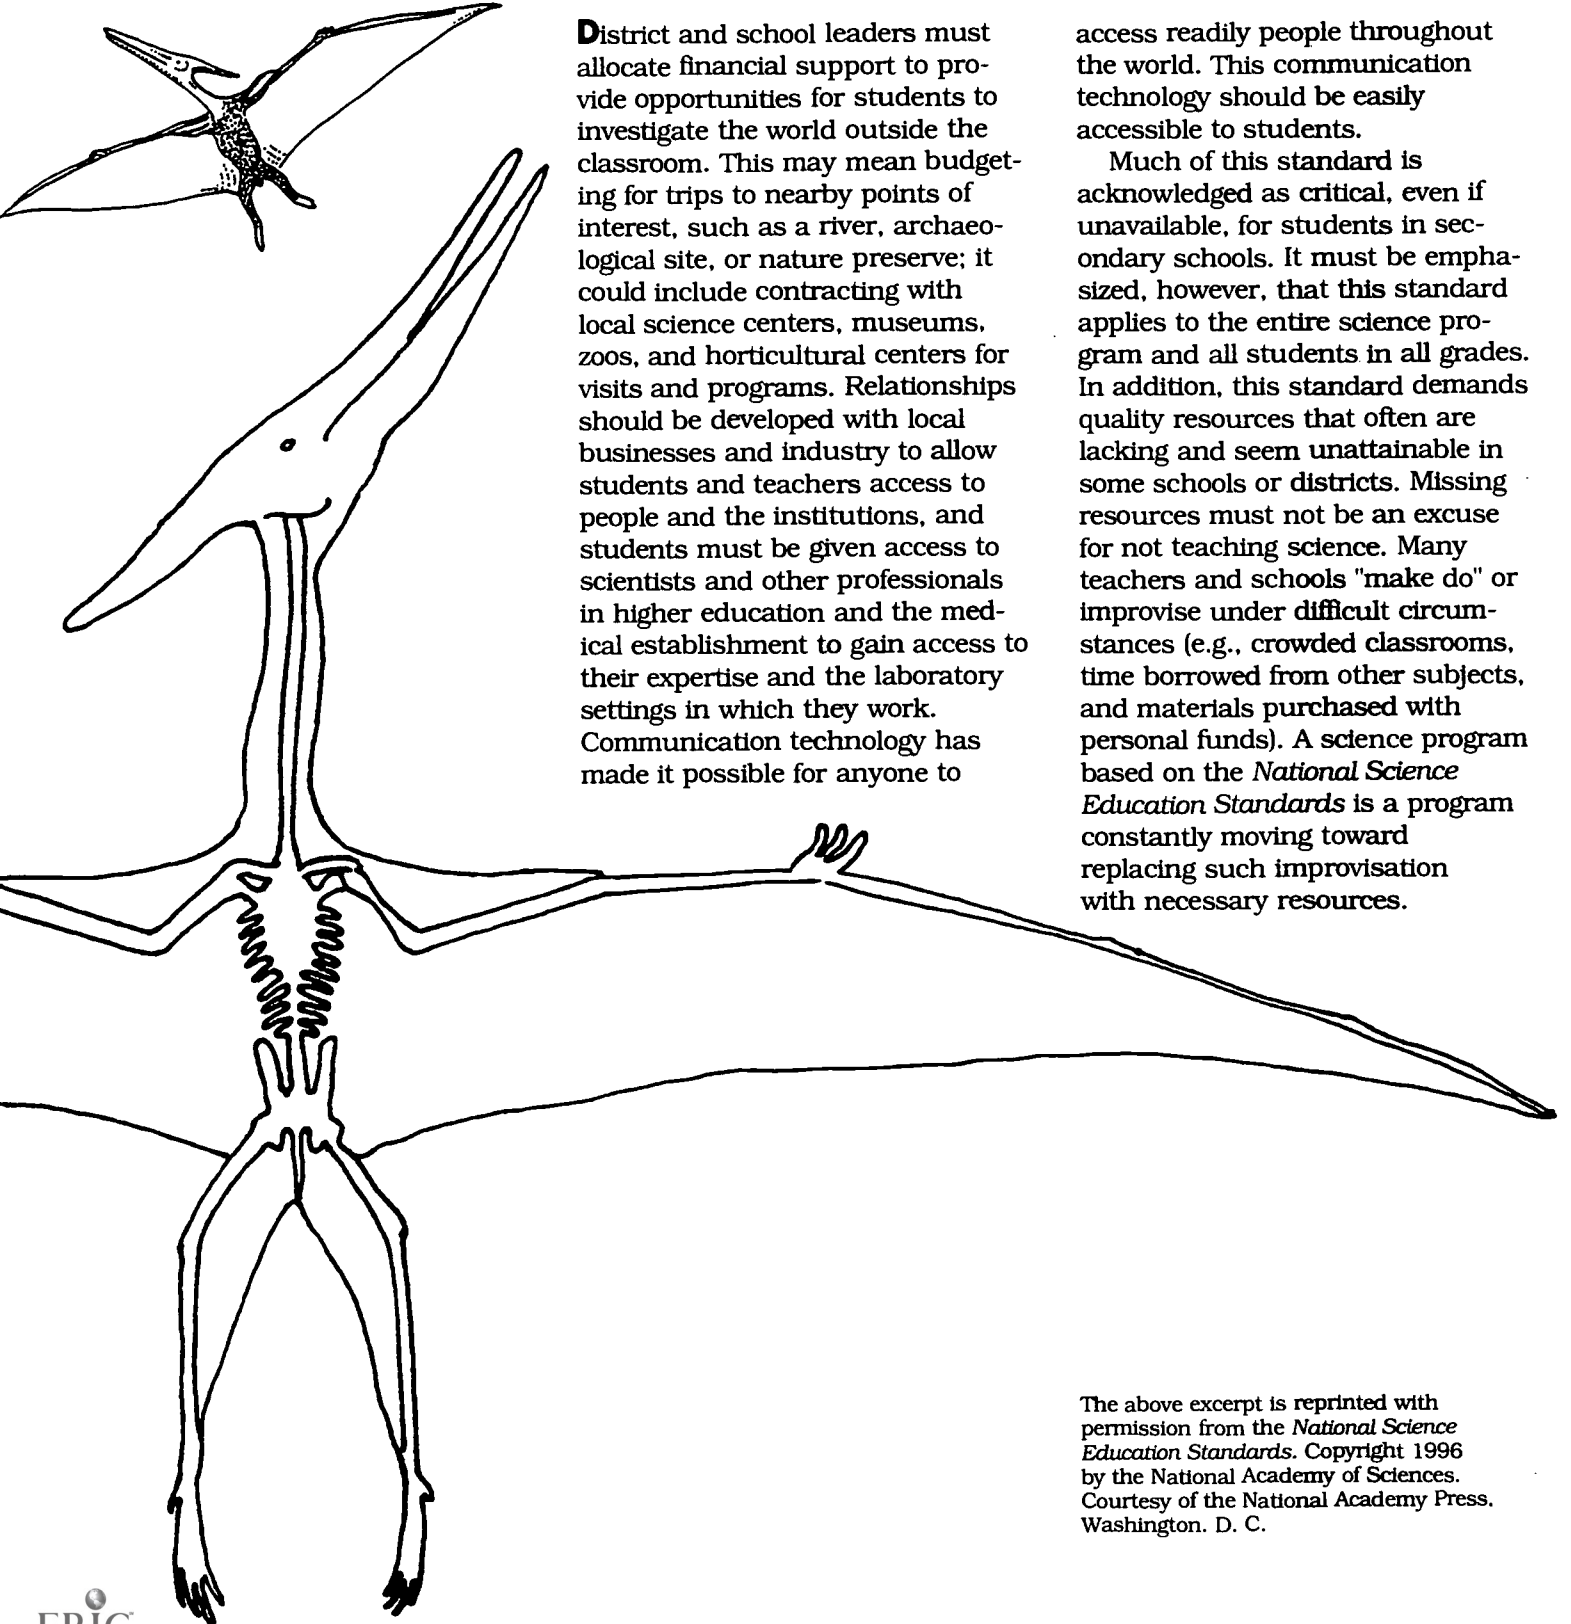 District and school leaders must
allocate financial support to pro-
vide opportunities for students to
investigate the world outside the
classroom. This may mean budget-
ing for trips to nearby points of
interest, such as a river, archaeo-
logical site, or nature preserve; it
could include contracting with
local science centers, museums,
zoos, and horticultural centers for
visits and programs. Relationships
should be developed with local
businesses and industry to allow
students and teachers access to
people and the institutions, and
students must be given access to
scientists and other professionals
in higher education and the med-
ical establishment to gain access to
their expertise and the laboratory
settings in which they work.
Communication technology has
made it possible for anyone to
access readily people throughout
the world. This communication
technology should be easily
accessible to students.
Much of this standard is
acknowledged as critical, even if
unavailable, for students in sec-
ondary schools. It must be empha-
sized, however, that this standard
applies to the entire science pro-
gram and all students in all grades.
In addition, this standard demands
quality resources that often are
lacking and seem unattainable in
some schools or districts. Missing
resources must not be an excuse
for not teaching science. Many
teachers and schools "make do" or
improvise under difficult circum-
stances (e.g., crowded classrooms,
time borrowed from other subjects,
and materials purchased with
personal funds). A science program
based on the National Science
Education Standards is a program
constantly moving toward
replacing such improvisation
with necessary resources.
The above excerpt is reprinted with
permission from the National Science
Education Standards. Copyright 1996
by the National Academy of Sciences.
Courtesy of the National Academy Press.
Washington. D. C.
ERIC